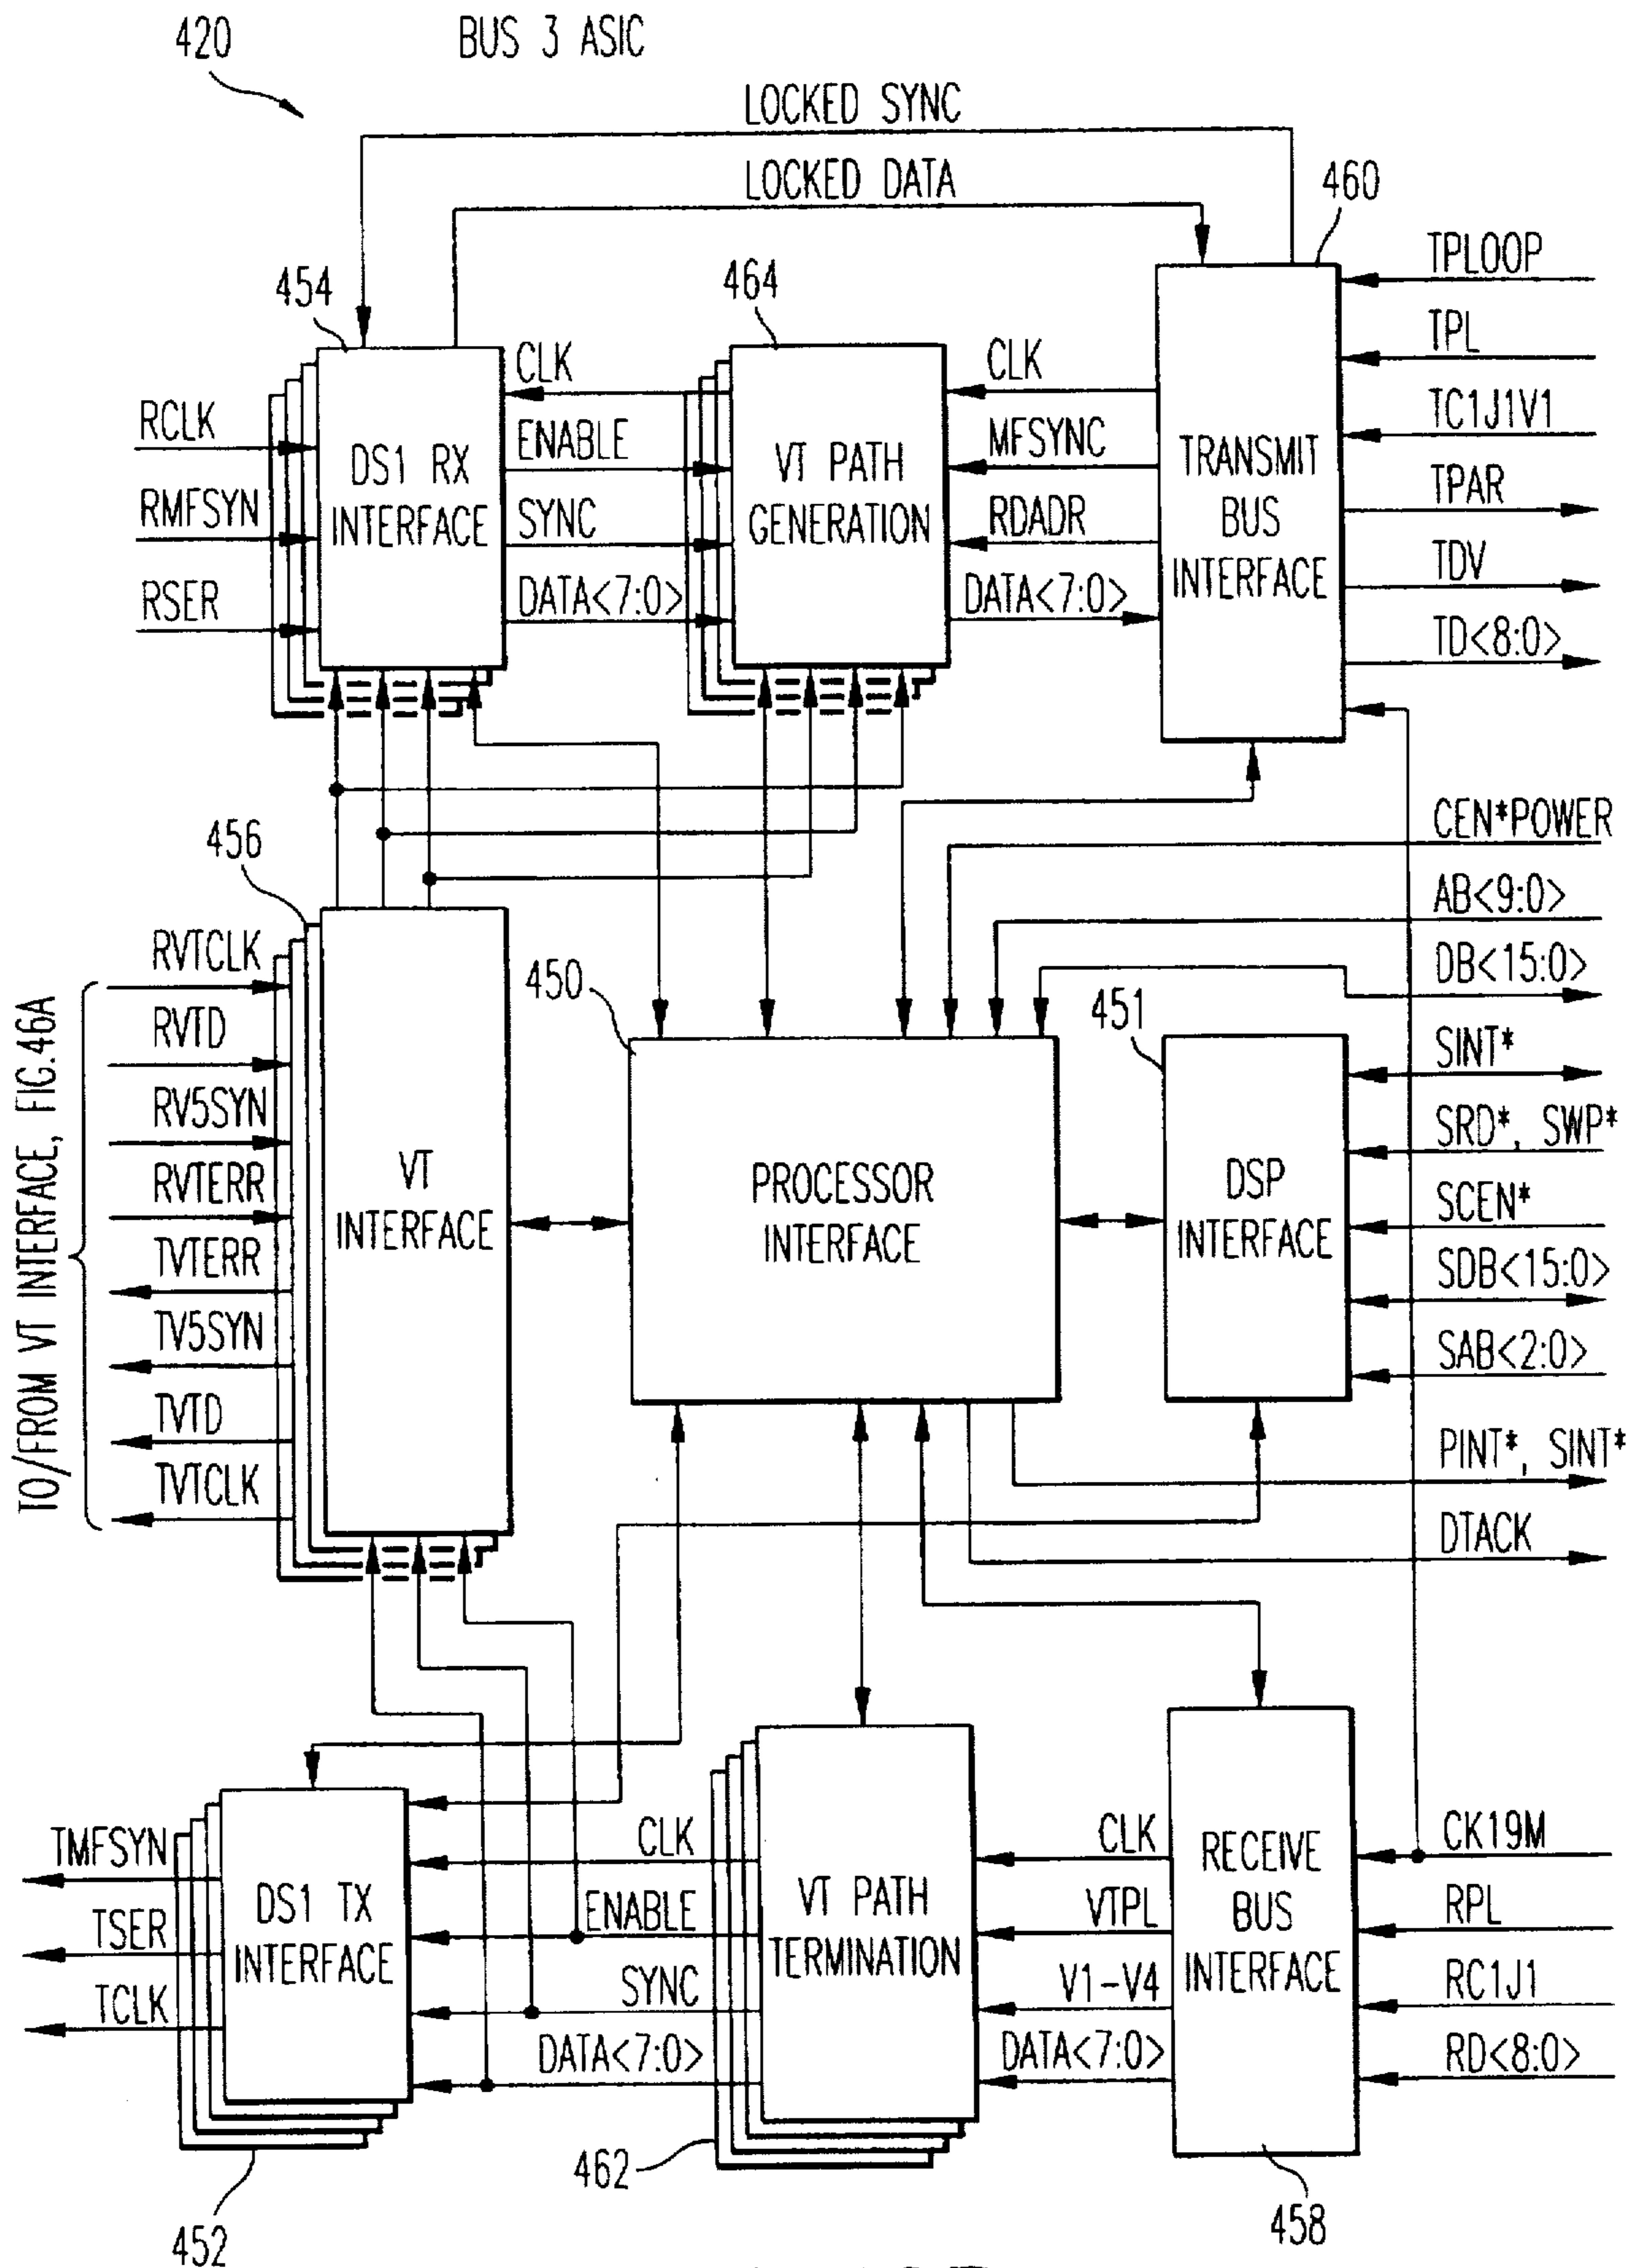 420
BUS 3 ASIC
LOCKED SYNC
LOCKED DATA
460
454
464
TPLOOP
TPL
TC1J1V1
TPAR
TDV
TD<8:0>
RCLK
RMFSYN
RSER
DS1 RX
INTERFACE
CLK
ENABLE
SYNC
DATA<7:0>
VT PATH
GENERATION
CLK
MFSYNC
RDADR
DATA<7:0>
TRANSMIT
BUS
INTERFACE
456
CEN*POWER
AB<9:0>
DB<15:0>
450
451
TO/FROM VT INTERFACE, FIG.46A
RVTCLK
RVTD
RV5SYN
RVTERR
TVTERR
TV5SYN
TVTD
TVTCLK
VT
INTERFACE
PROCESSOR
INTERFACE
DSP
INTERFACE
SINT*
SRD*, SWP*
SCEN*
SDB<15:0>
SAB<2:0>
PINT*, SINT*
DTACK
TMFSYN
TSER
TCLK
DS1 TX
INTERFACE
CLK
ENABLE
SYNC
DATA<7:0>
VT PATH
TERMINATION
CLK
VTPL
V1-V4
DATA<7:0>
RECEIVE
BUS
INTERFACE
CK19M
RPL
RC1J1
RD<8:0>
452
462
458